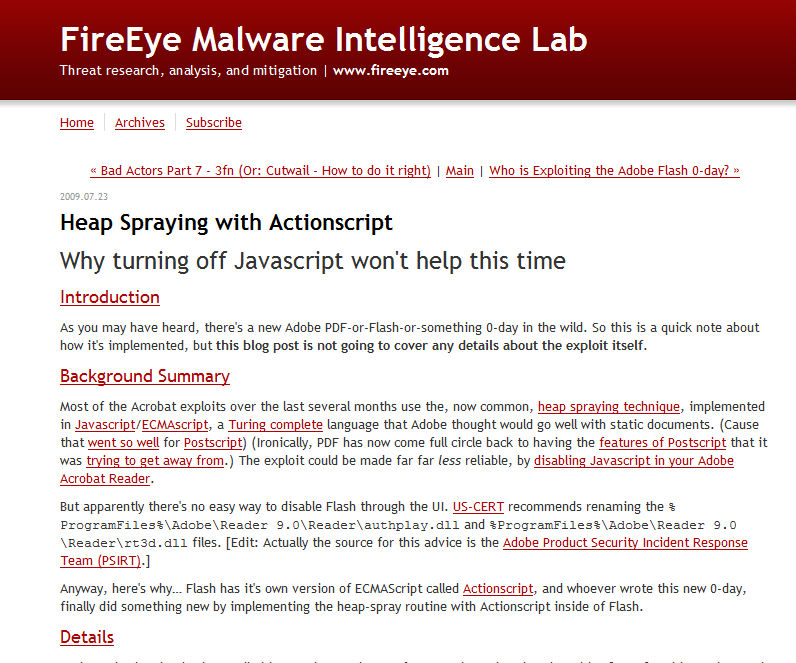 FireEye Malware Intelligence Lab
Threat research, analysis, and mitigation | www.fireeye.com
Home Archives Subscribe
« Bad Actors Part 7 - 3fn (Or: Cutwail - How to do it right) | Main | Who is Exploiting the Adobe Flash 0-day? »
2009.07.23
Heap Spraying with Actionscript
Why turning off Javascript won't help this time
Introduction
As you may have heard, there's a new Adobe PDF-or-Flash-or-something 0-day in the wild. So this is a quick note about
how it's implemented, but this blog post is not going to cover any details about the exploit itself.
Background Summary
Most of the Acrobat exploits over the last several months use the, now common, heap spraying technique, implemented
in Javascript/ECMAscript, a Turing complete language that Adobe thought would go well with static documents. (Cause
that went so well for Postscript) (Ironically, PDF has now come full circle back to having the features of Postscript that it
was trying to get away from.) The exploit could be made far far less reliable, by disabling Javascript in your Adobe
Acrobat Reader.
But apparently there's no easy way to disable Flash through the UI. US-CERT recommends renaming the %
ProgramFiles%\Adobe\Reader 9.0\Reader\authplay.dll and %ProgramFiles%\Adobe\Reader 9.0
\Reader\rt3d.dll files. [Edit: Actually the source for this advice is the Adobe Product Security Incident Response
Team (PSIRT).]
Anyway, here's why... Flash has it's own version of ECMAScript called Actionscript, and whoever wrote this new 0-day,
finally did something new by implementing the heap-spray routine with Actionscript inside of Flash.
Details